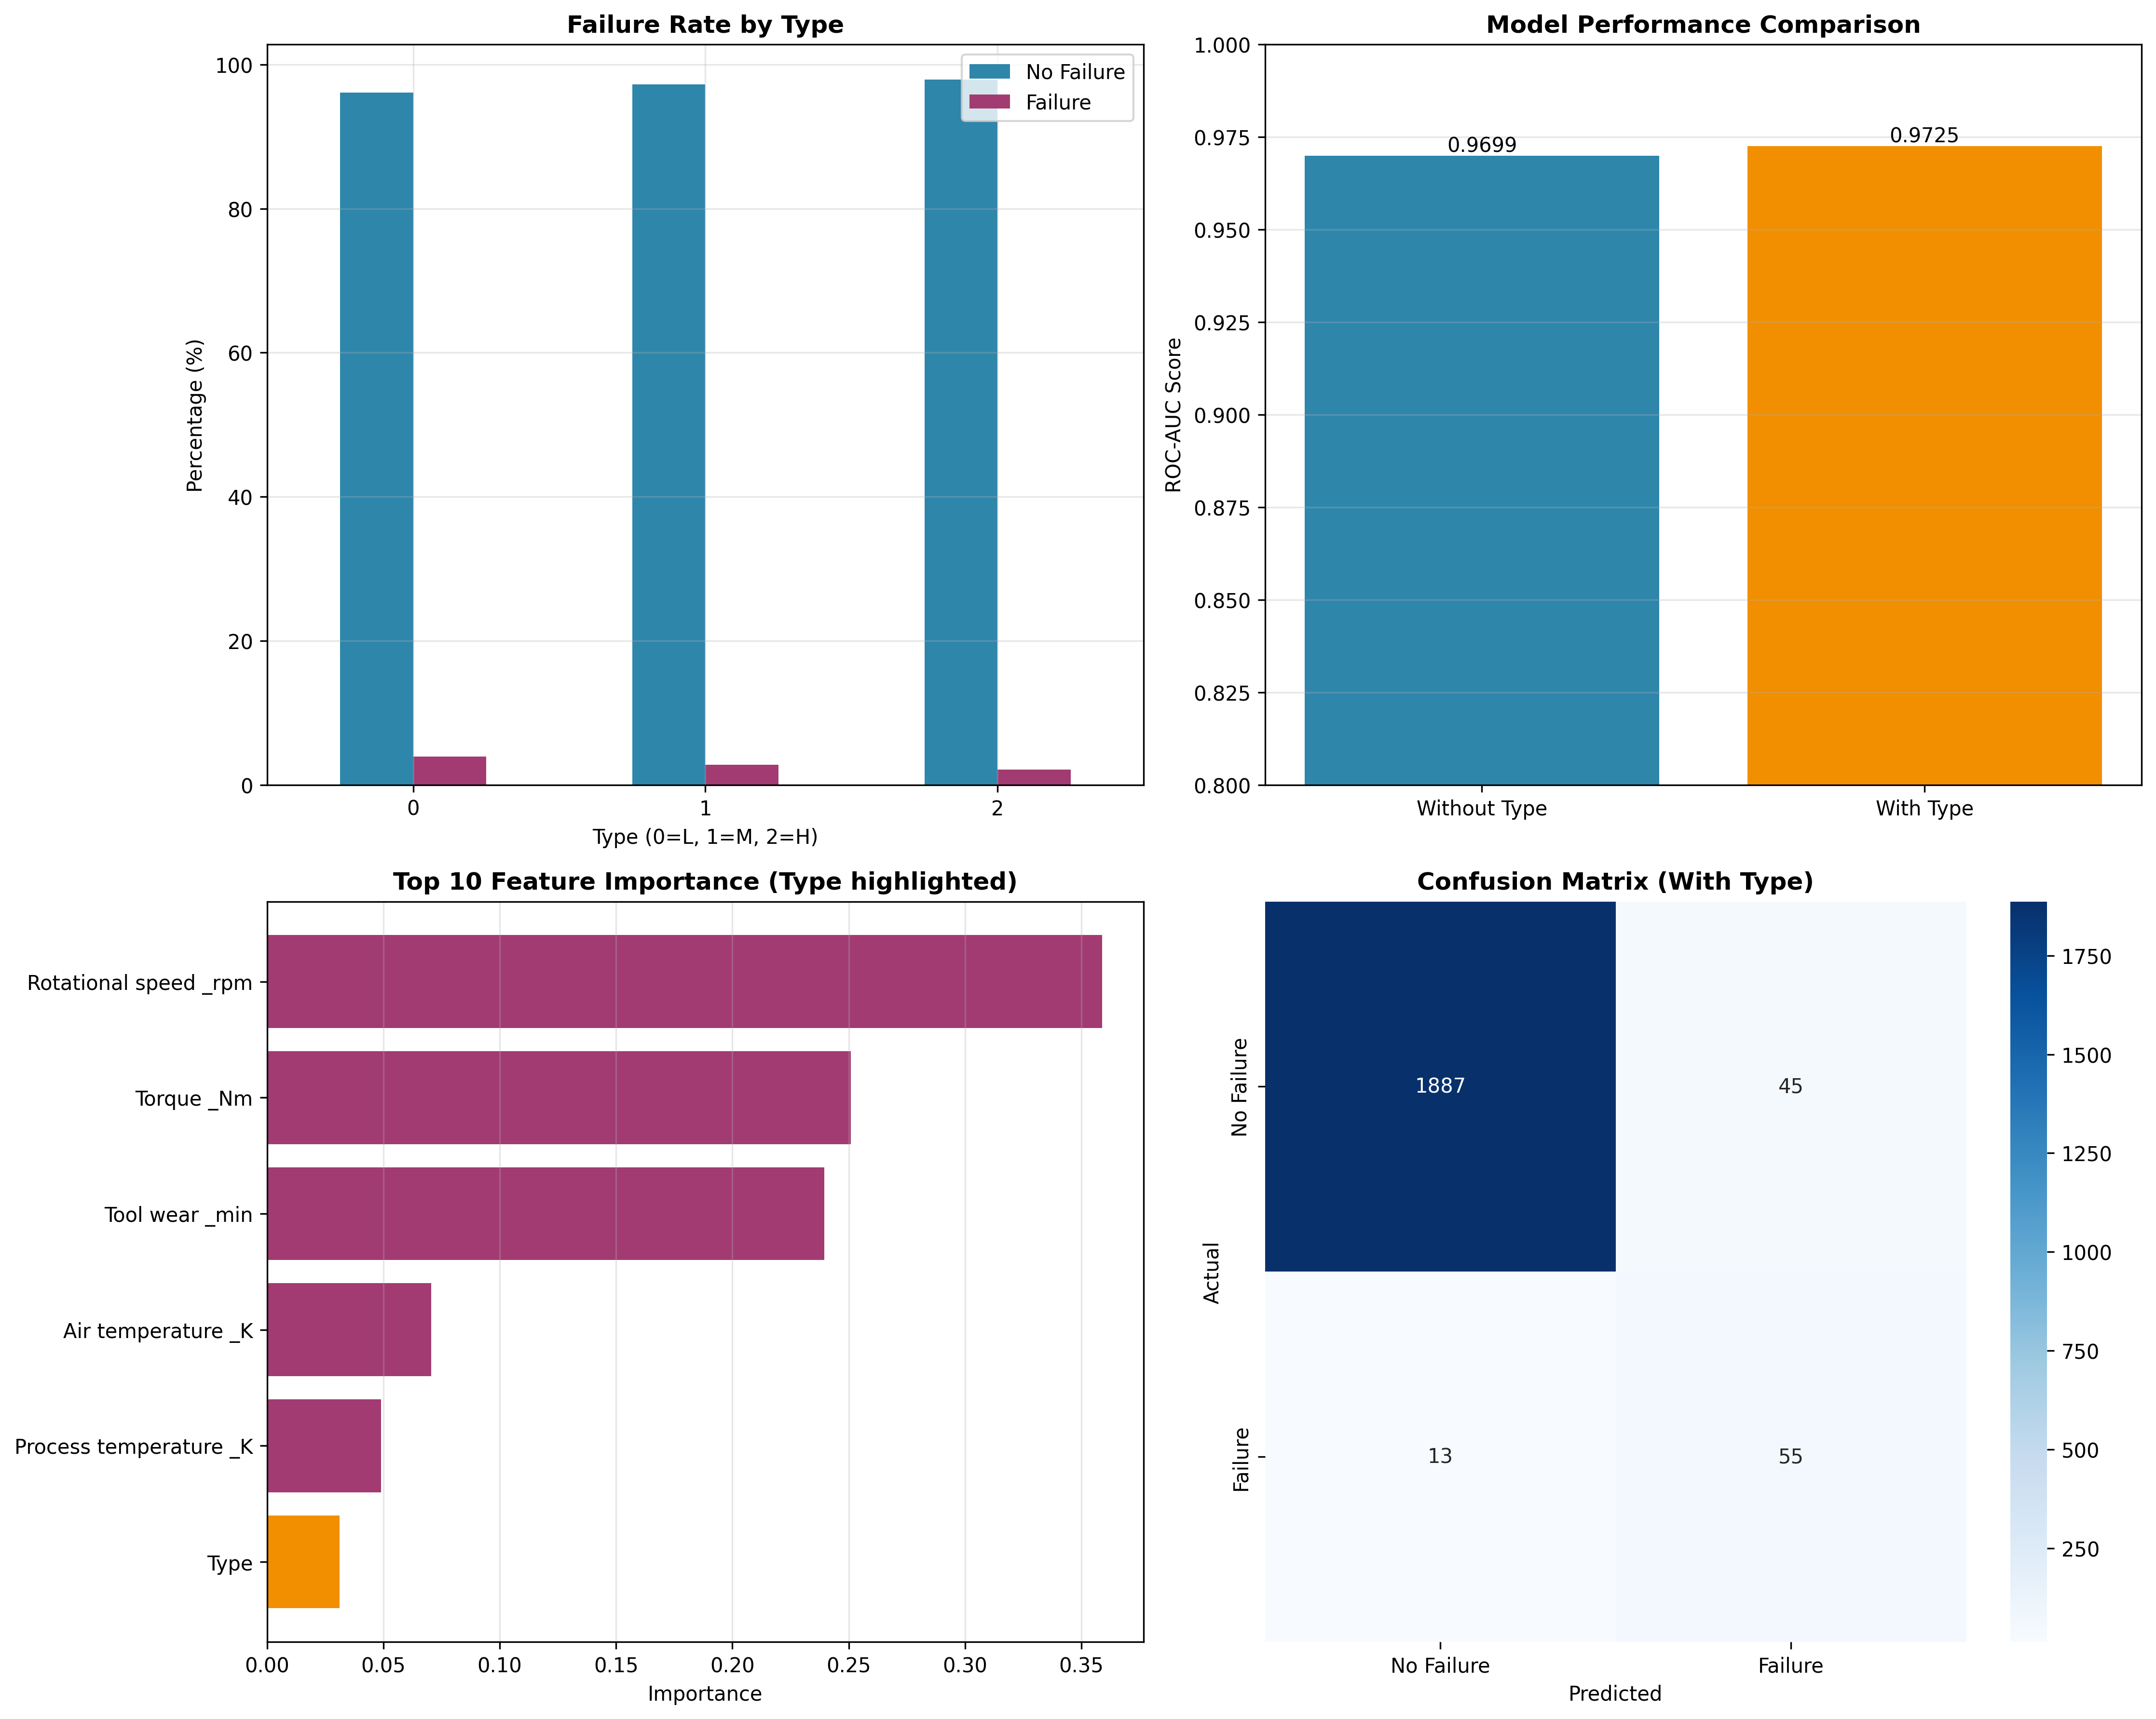 Failure Rate by Type
No Failure
Failure
100
80
60
40
20
0
Percentage (%)
0
1
2
Type (0=L, 1=M, 2=H)
Model Performance Comparison
1.000
0.975
0.950
0.925
0.900
0.875
0.850
0.825
0.800
ROC-AUC Score
0.9699
0.9725
Without Type
With Type
Top 10 Feature Importance (Type highlighted)
Rotational speed _rpm
Torque _Nm
Tool wear _min
Air temperature _K
Process temperature _K
Type
0.00
0.05
0.10
0.15
0.20
0.25
0.30
0.35
Importance
Confusion Matrix (With Type)
Actual
No Failure
1887
45
Failure
13
55
No Failure
Failure
Predicted
1750
1500
1250
1000
750
500
250